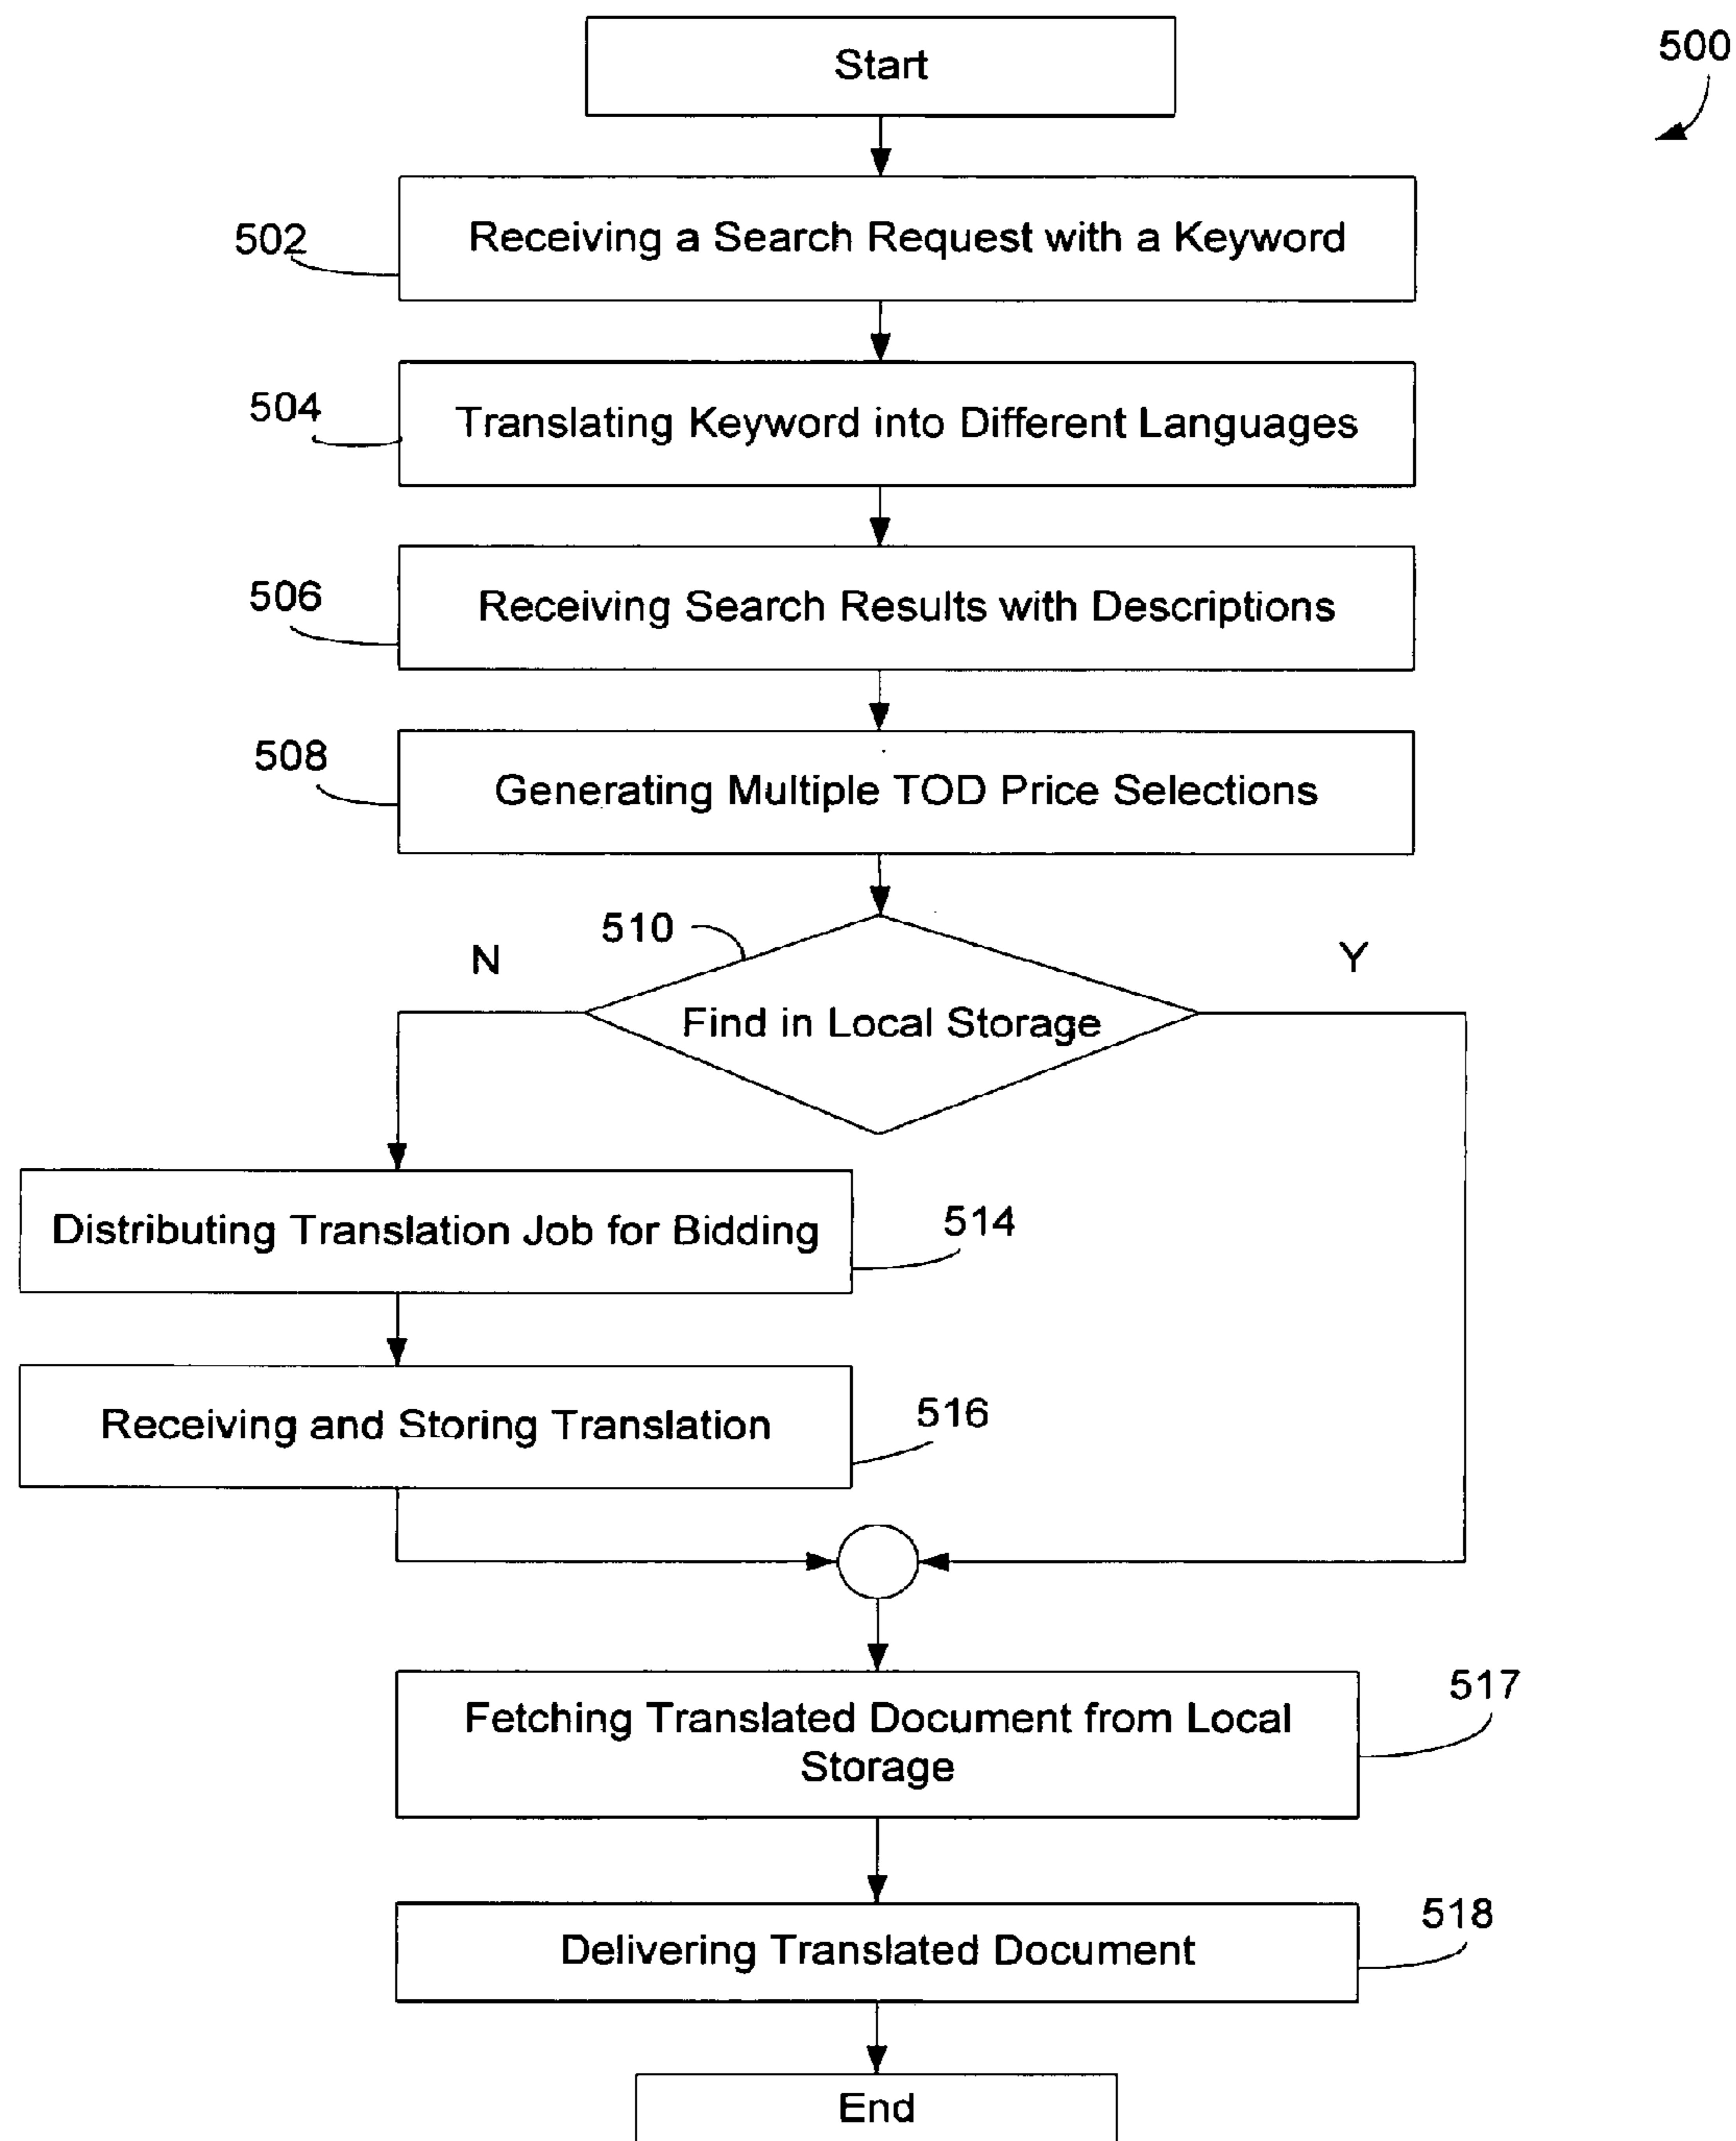 Start
500
502
Receiving a Search Request with a Keyword
504
Translating Keyword into Different Languages
506
Receiving Search Results with Descriptions
508
Generating Multiple TOD Price Selections
510
N
Y
Find in Local Storage
Distributing Translation Job for Bidding
514
Receiving and Storing Translation
516
Fetching Translated Document from Local
Storage
517
Delivering Translated Document
518
End